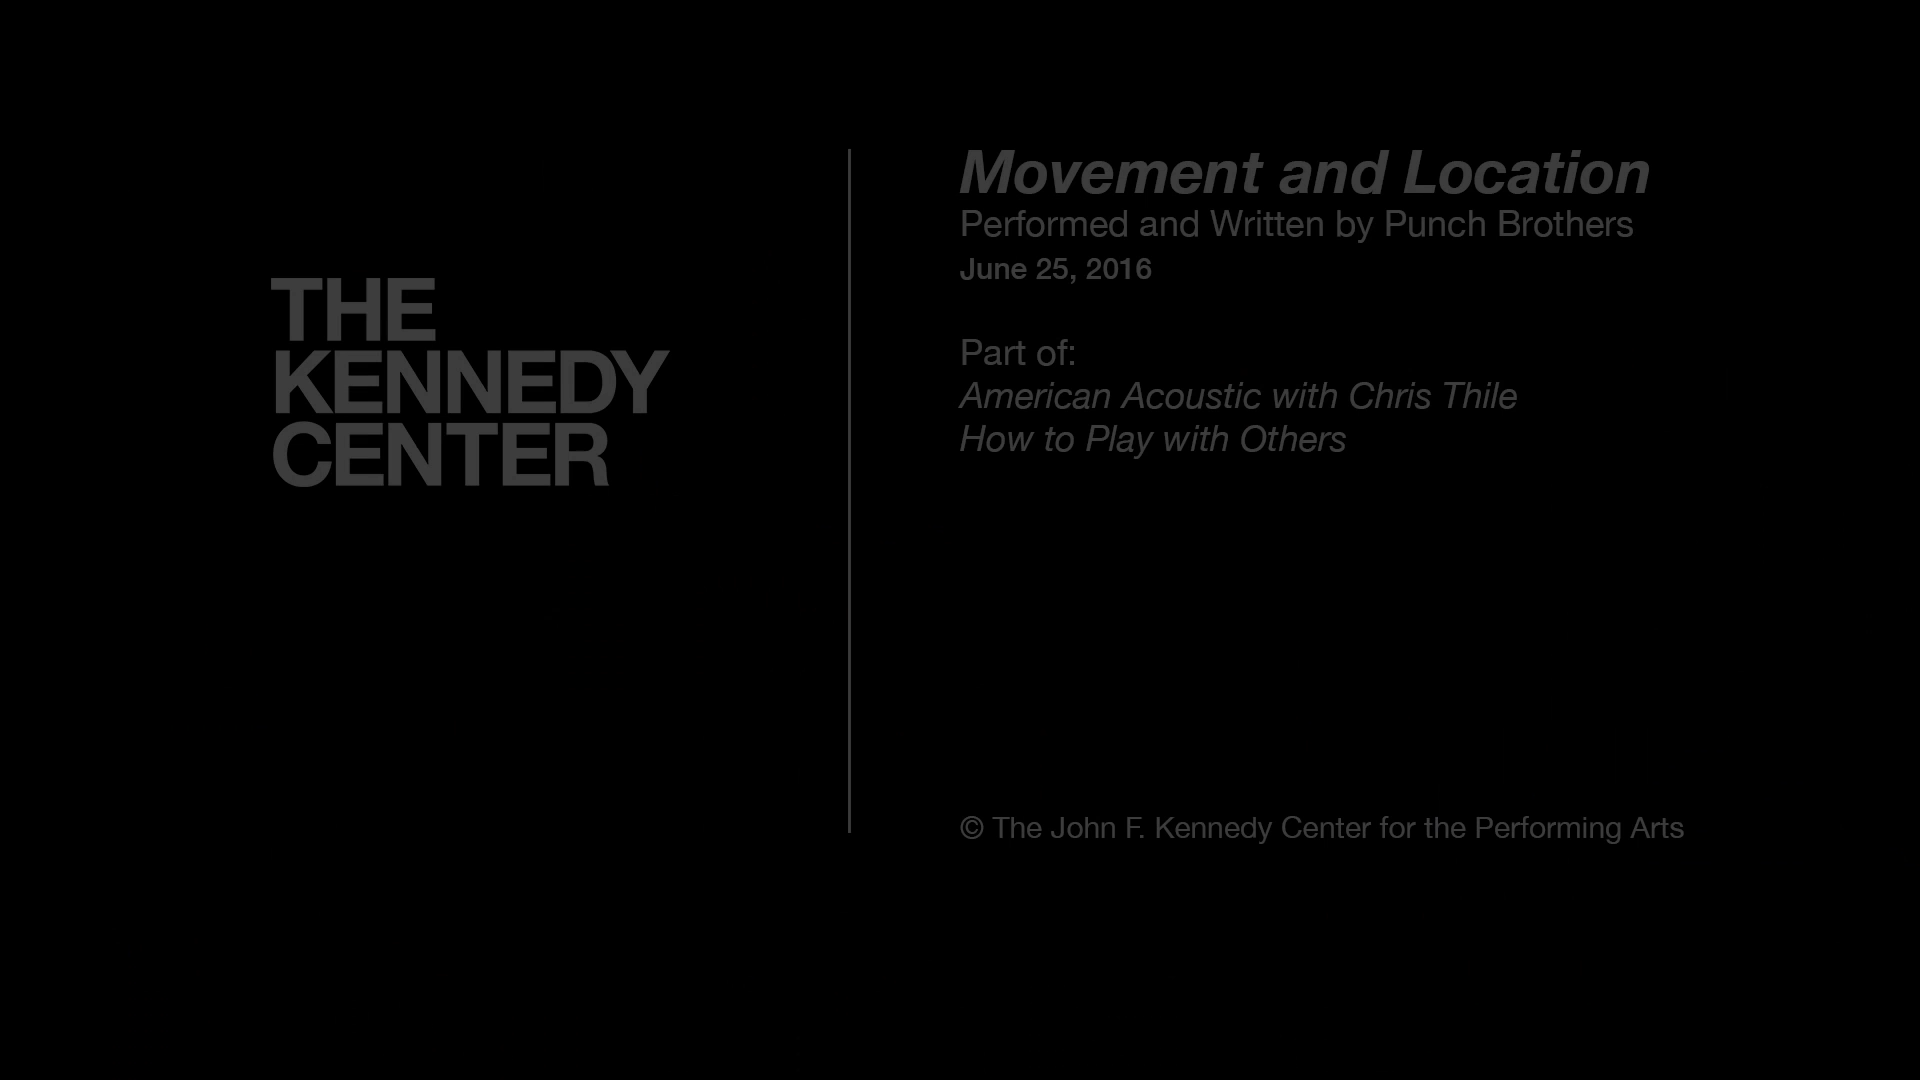 THE
KENNEDY
CENTER
Movement and Location
Performed and Written by Punch Brothers
June 25, 2016
Part of:
American Acoustic with Chris Thile
How to Play with Others
© The John F. Kennedy Center for the Performing Arts